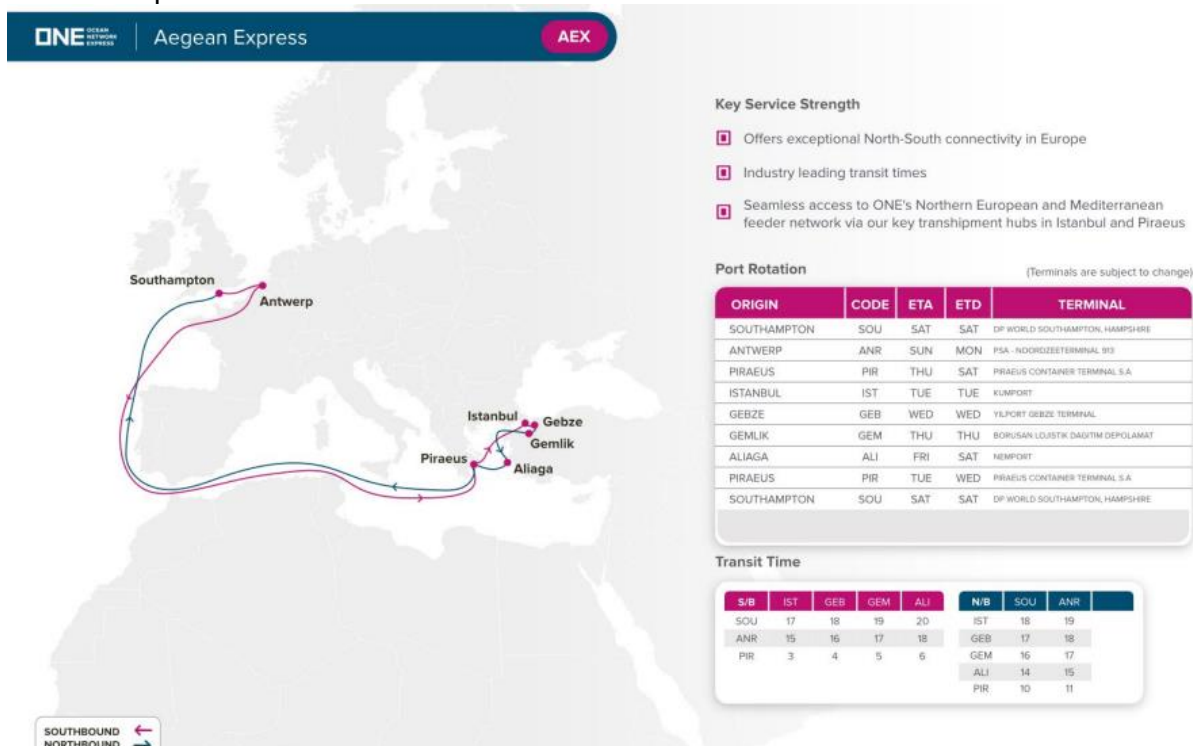 ONE OCEAN NETWORK EXPRESS
Aegean Express
AEX
Key Service Strength
Offers exceptional North-South connectivity in Europe
Industry leading transit times
Seamless access to ONE's Northern European and Mediterranean
feeder network via our key transhipment hubs in Istanbul and Piraeus
Southampton
Antwerp
Istanbul
Gebze
Gemlik
Piraeus
Aliaga
Port Rotation
(Terminals are subject to change)
ORIGIN CODE ETA ETD TERMINAL
SOUTHAMPTON SOU SAT SAT DP WORLD SOUTHAMPTON, HAMPSHIRE
ANTWERP ANR SUN MON PSA - NOORDZEETERMINAL 913
PIRAEUS PIR THU SAT PIRAEUS CONTAINER TERMINAL S.A
ISTANBUL IST TUE TUE KUMPORT
GEBZE GEB WED WED YILPORT GEBZE TERMINAL
GEMLIK GEM THU THU BORUSAN LOJISTIK DAGITIM DEPOLAMAT
ALIAGA ALI FRI SAT NEMPORT
PIRAEUS PIR TUE WED PIRAEUS CONTAINER TERMINAL S.A
SOUTHAMPTON SOU SAT SAT DP WORLD SOUTHAMPTON, HAMPSHIRE
Transit Time
S/B IST GEB GEM ALI
SOU 17 18 19 20
ANR 15 16 17 18
PIR 3 4 5 6
N/B SOU ANR
IST 18 19
GEB 17 18
GEM 16 17
ALI 14 15
PIR 10 11
SOUTHBOUND
NORTHBOUND